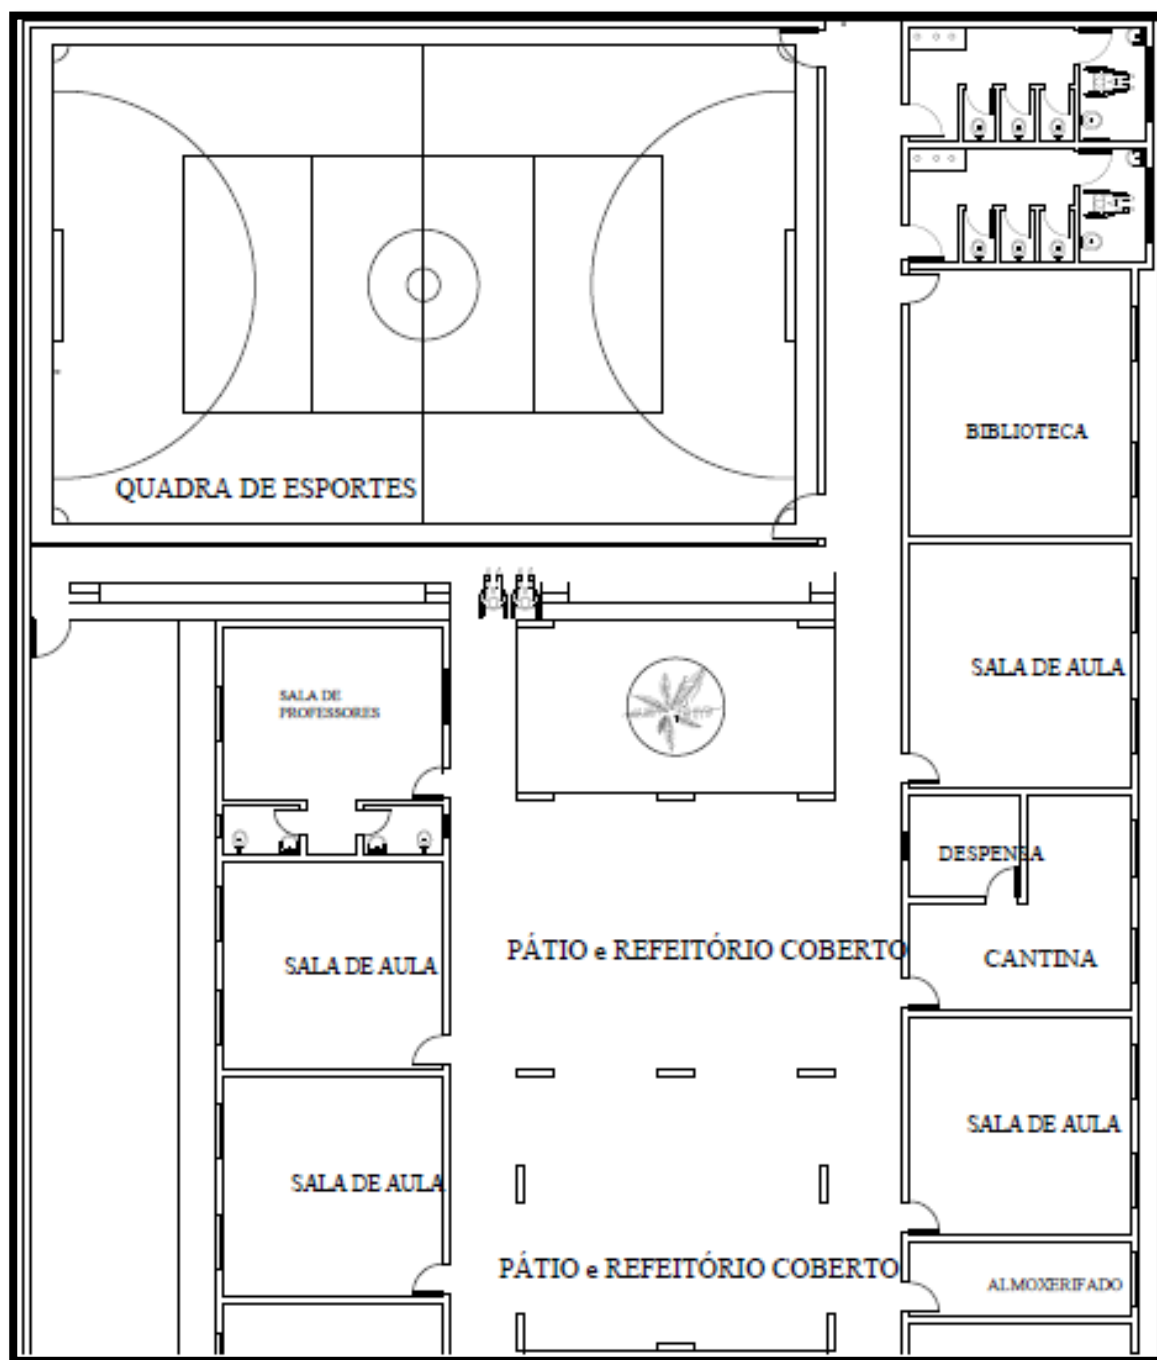 BIBLIOTECA
QUADRA DE ESPORTES
SALA DE AULA
SALA DE
PROFESSORES
DESPENSA
PÁTIO e REFEITÓRIO COBERTO
CANTINA
SALA DE AULA
SALA DE AULA
SALA DE AULA
PÁTIO e REFEITÓRIO COBERTO
ALMOXERIFADO